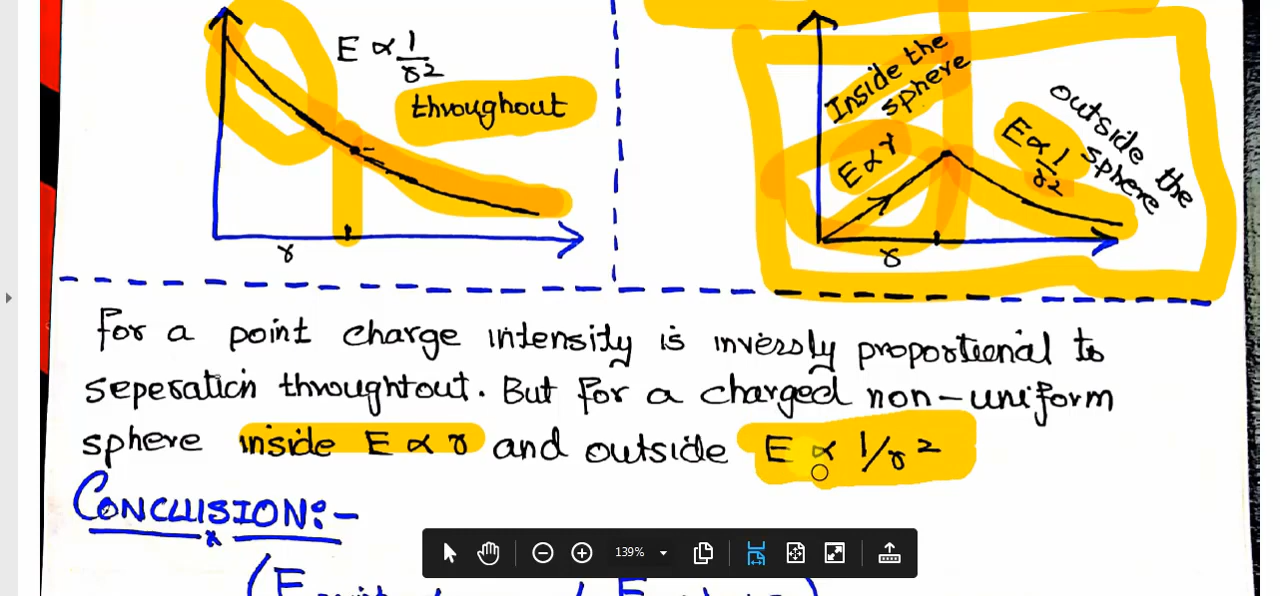 E ∝ 1/r²
throughout
r
Inside the
sphere
E ∝ r
outside the
sphere
E ∝ 1/r²
r
For a point charge intensity is inversly proportional to
seperation throughtout. But for a charged non-uniform
sphere inside E ∝ r and outside E ∝ 1/r²
CONCLUSION:-
139%